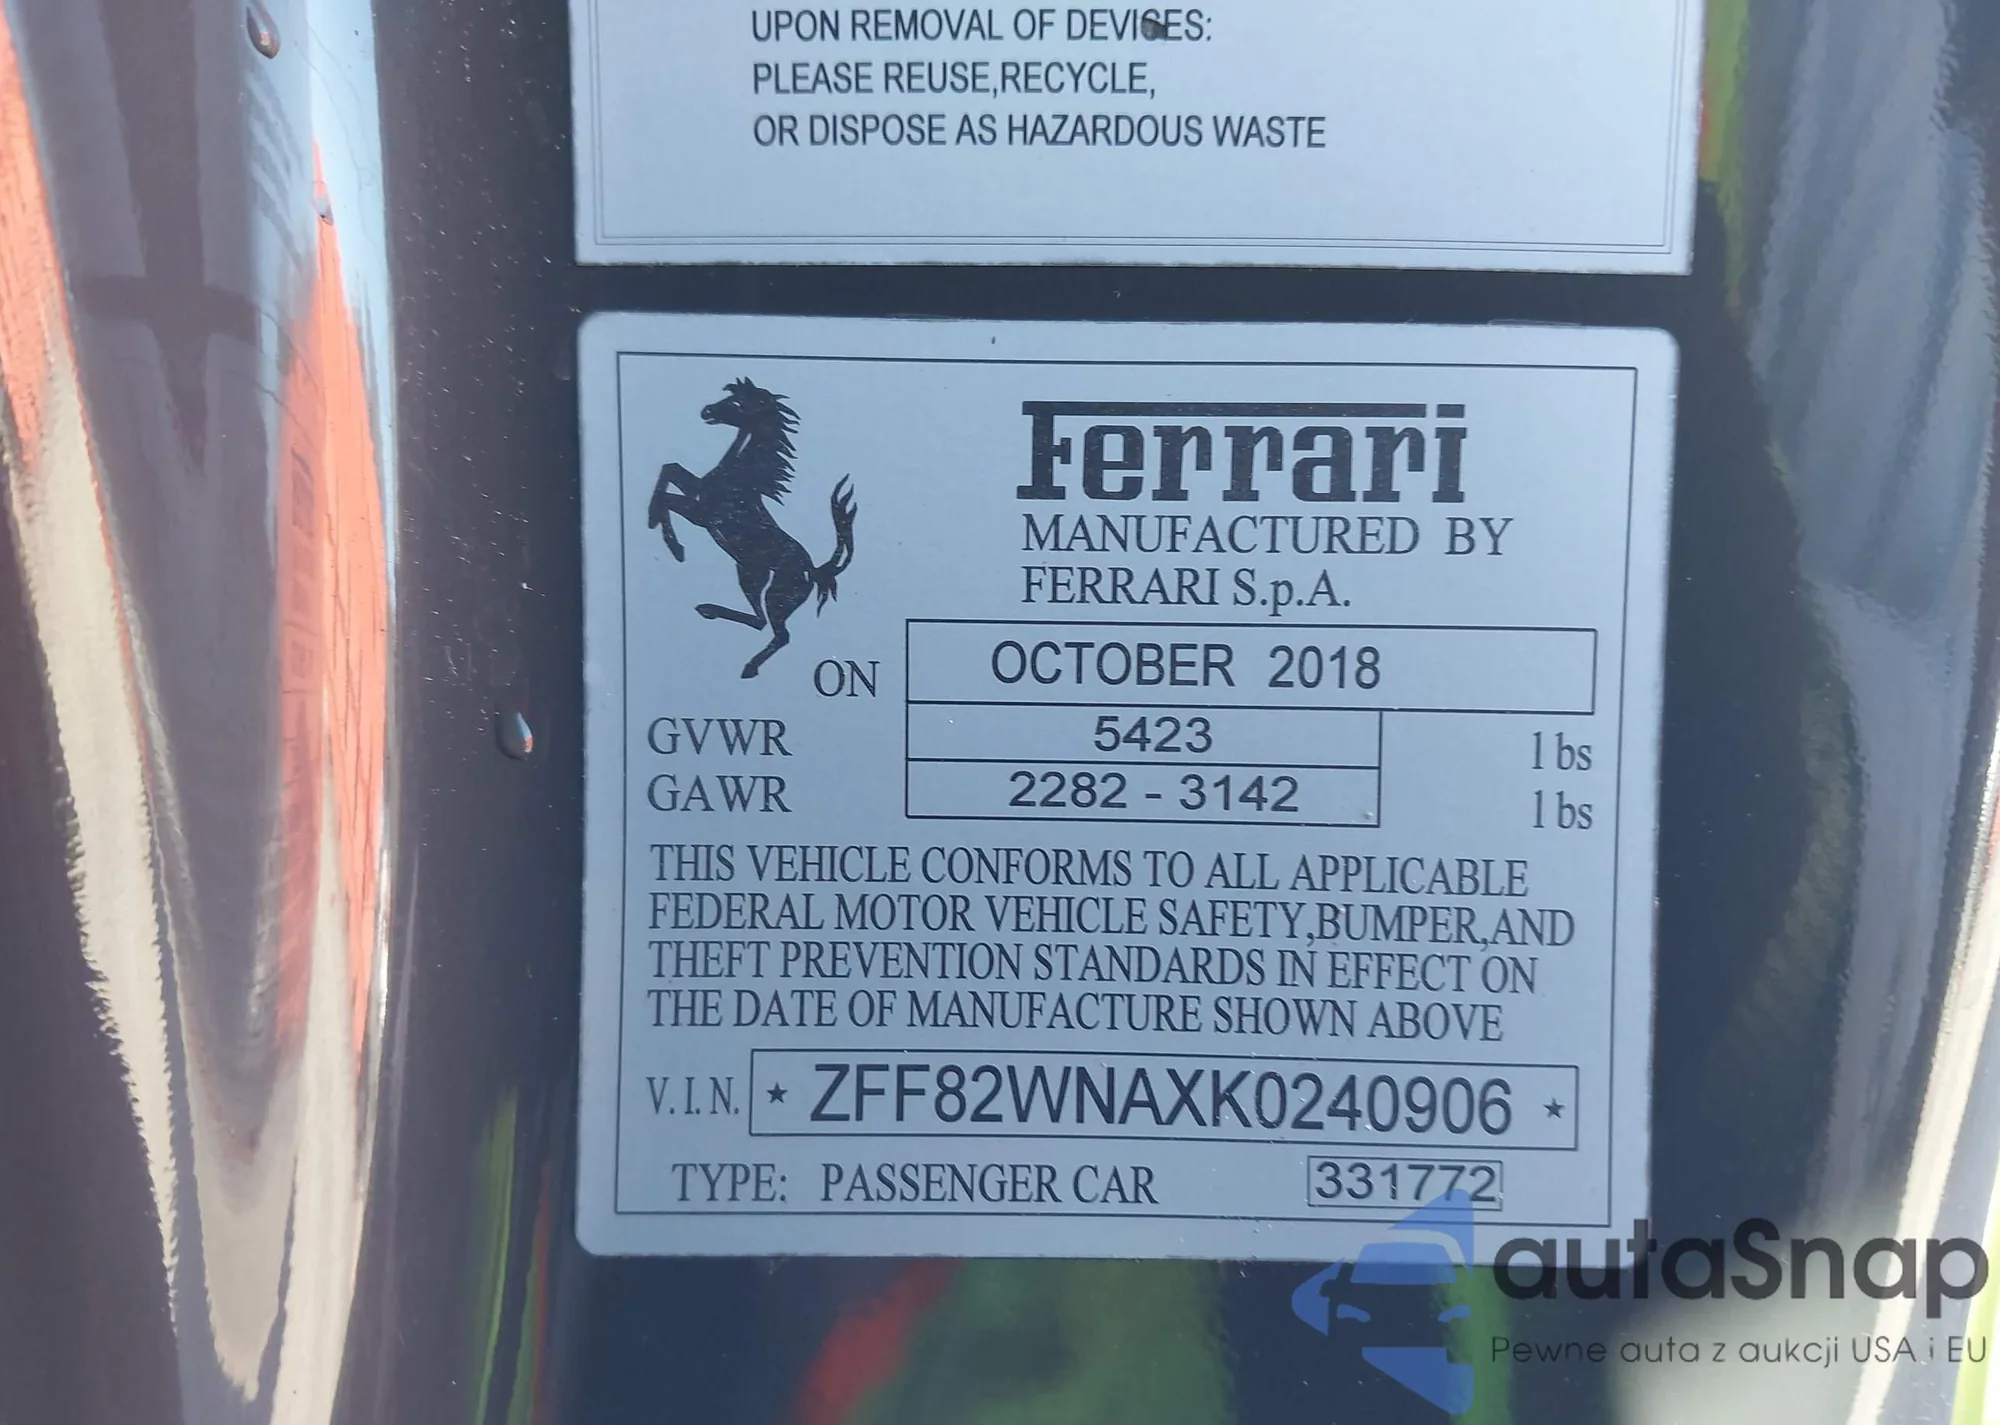 UPON REMOVAL OF DEVICES:
PLEASE REUSE,RECYCLE,
OR DISPOSE AS HAZARDOUS WASTE
Ferrari
MANUFACTURED BY
FERRARI S.p.A.
ON OCTOBER 2018
GVWR 5423 lbs
GAWR 2282 - 3142 lbs
THIS VEHICLE CONFORMS TO ALL APPLICABLE
FEDERAL MOTOR VEHICLE SAFETY,BUMPER,AND
THEFT PREVENTION STANDARDS IN EFFECT ON
THE DATE OF MANUFACTURE SHOWN ABOVE
V.I.N. * ZFF82WNAXK0240906 *
TYPE: PASSENGER CAR 331772
autaSnap
Pewne auta z aukcji USA i EU